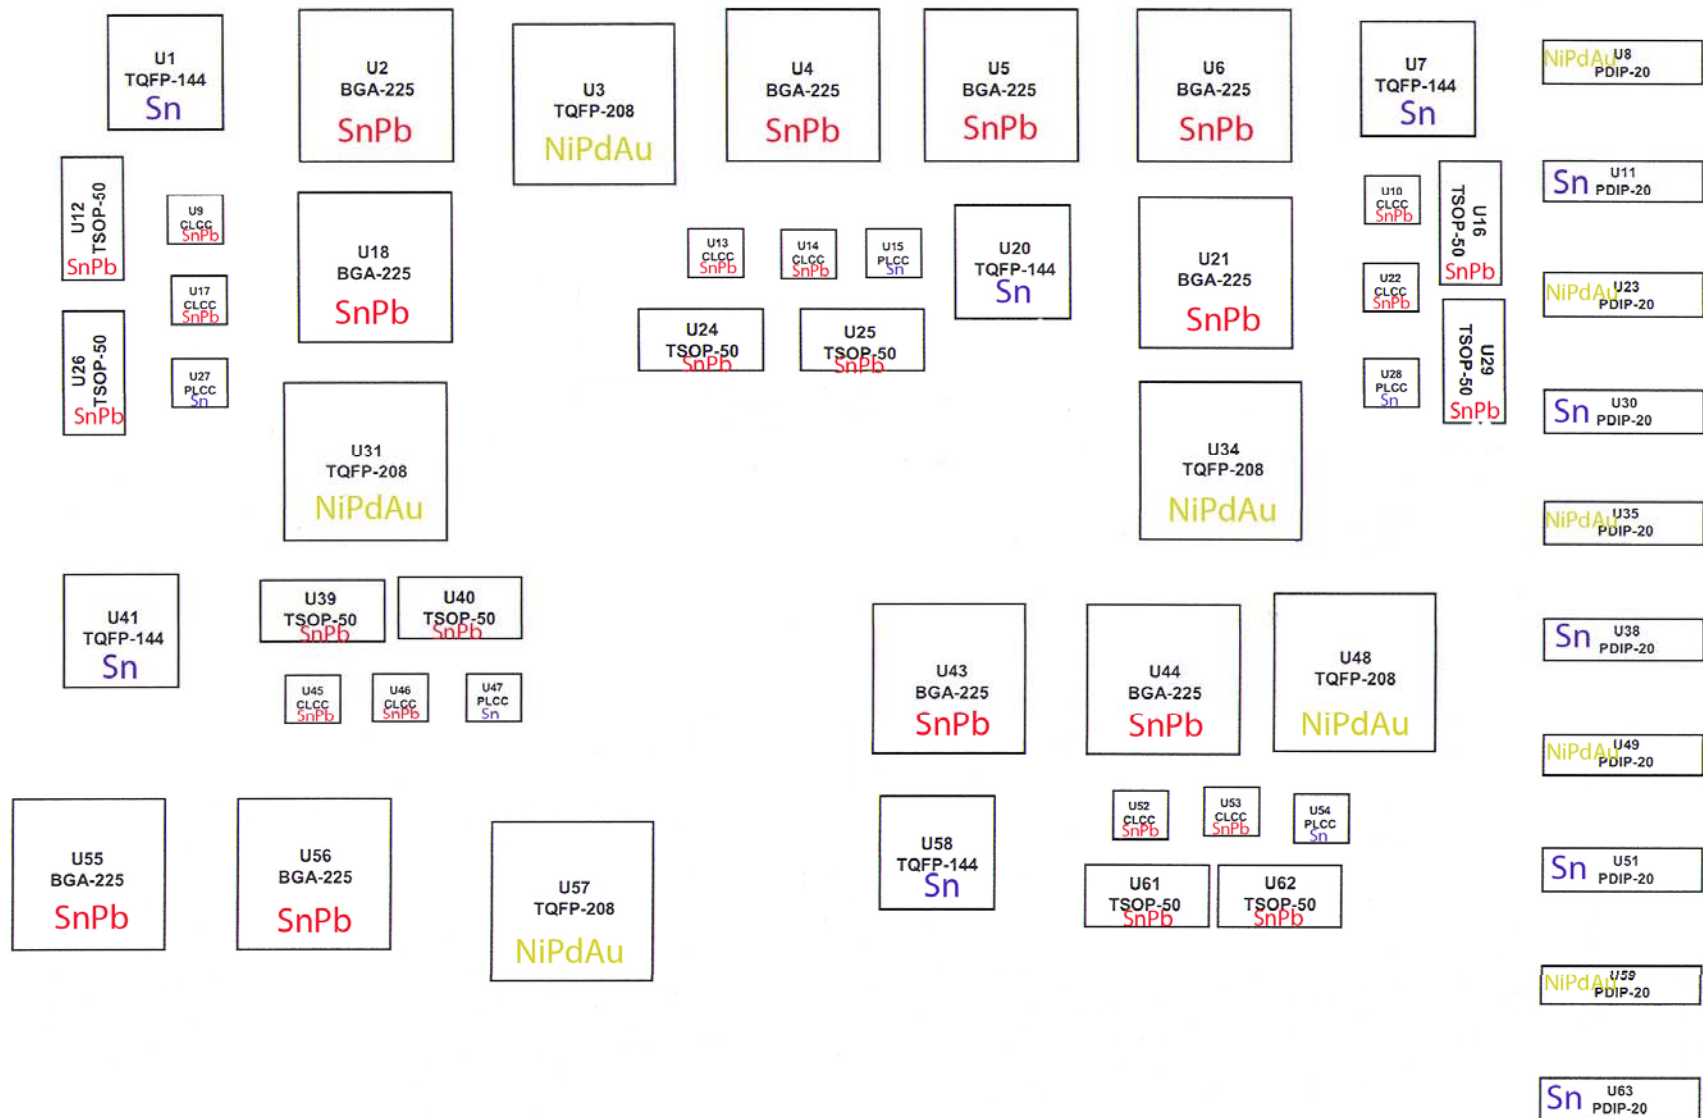 U1
TQFP-144
Sn
U2
BGA-225
SnPb
U3
TQFP-208
NiPdAu
U4
BGA-225
SnPb
U5
BGA-225
SnPb
U6
BGA-225
SnPb
U7
TQFP-144
Sn
NiPdAu U8
PDIP-20
U12
TSOP-50
SnPb
U9
CLCC
SnPb
U18
BGA-225
SnPb
U13
CLCC
SnPb
U14
CLCC
SnPb
U15
PLCC
Sn
U20
TQFP-144
Sn
U21
BGA-225
SnPb
U10
CLCC
SnPb
U16
TSOP-50
SnPb
Sn U11
PDIP-20
U17
CLCC
SnPb
U22
CLCC
SnPb
NiPdAu U23
PDIP-20
U26
TSOP-50
SnPb
U27
PLCC
Sn
U24
TSOP-50
SnPb
U25
TSOP-50
SnPb
U28
PLCC
Sn
U29
TSOP-50
SnPb
Sn U30
PDIP-20
U31
TQFP-208
NiPdAu
U34
TQFP-208
NiPdAu
NiPdAu U35
PDIP-20
U41
TQFP-144
Sn
U39
TSOP-50
SnPb
U40
TSOP-50
SnPb
U43
BGA-225
SnPb
U44
BGA-225
SnPb
U48
TQFP-208
NiPdAu
Sn U38
PDIP-20
U45
CLCC
SnPb
U46
CLCC
SnPb
U47
PLCC
Sn
NiPdAu U49
PDIP-20
U55
BGA-225
SnPb
U56
BGA-225
SnPb
U57
TQFP-208
NiPdAu
U58
TQFP-144
Sn
U52
CLCC
SnPb
U53
CLCC
SnPb
U54
PLCC
Sn
U61
TSOP-50
SnPb
U62
TSOP-50
SnPb
Sn U51
PDIP-20
NiPdAu U59
PDIP-20
Sn U63
PDIP-20